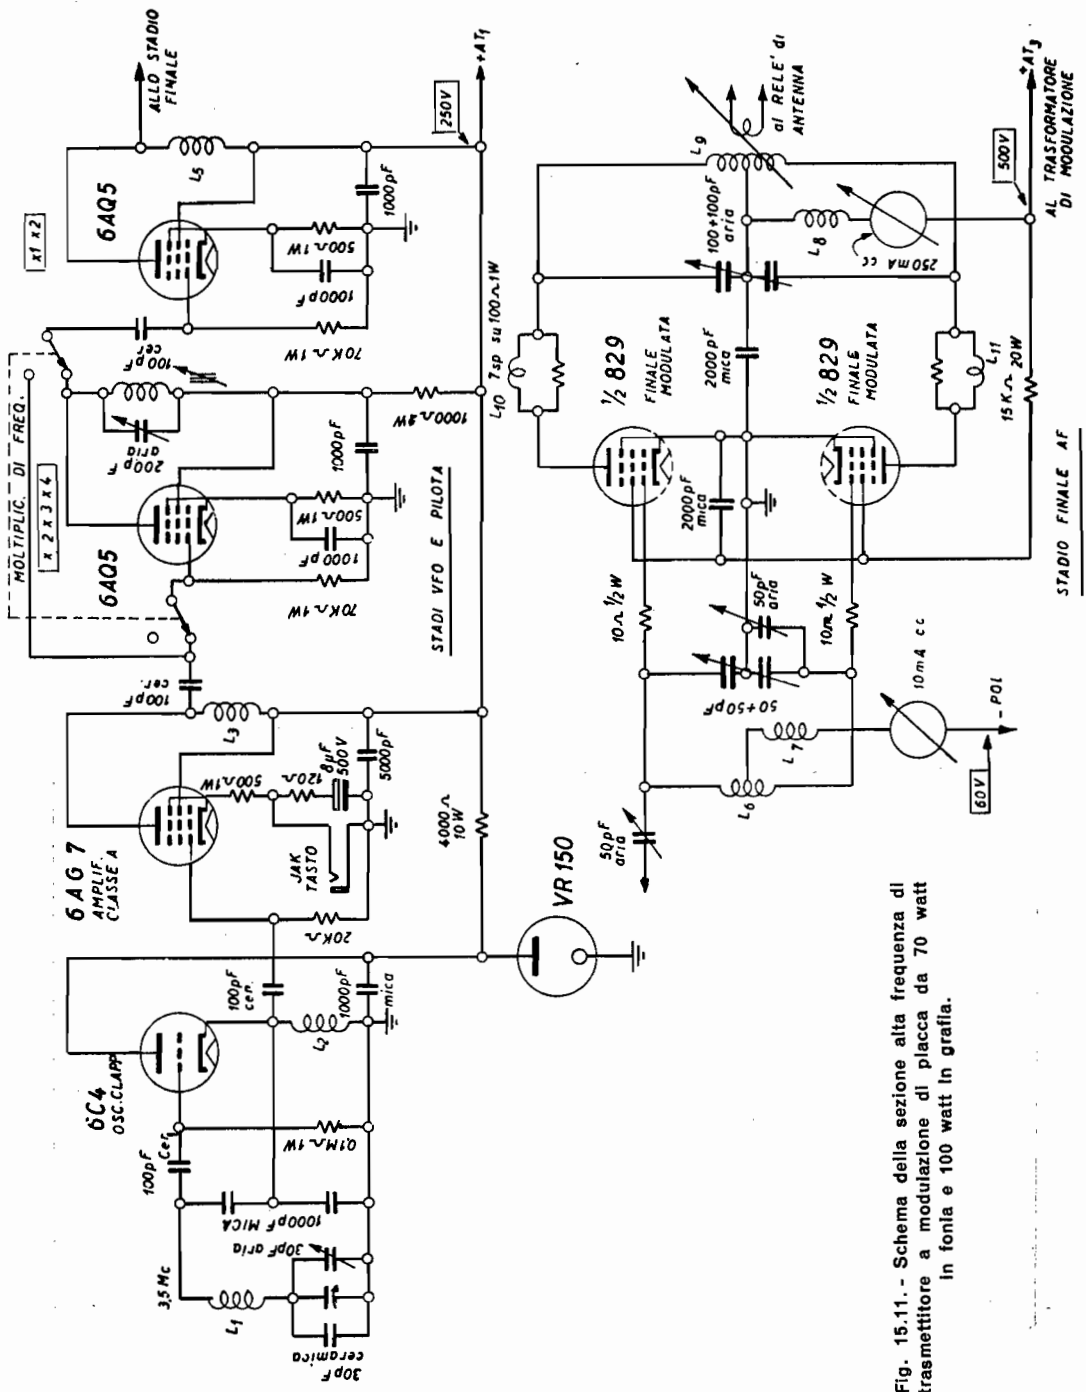 3,5 Mc
L1
30pF
ceramica
30pF aria
1000pF MICA
100pF
Cer.
0,1MΩ 1W
6C4
OSC.CLAPP
L2
100pF
cer.
1000pF
mica
20KΩ
6AG7
AMPLIF.
CLASSE A
JAK
TASTO
500Ω 1W
120Ω
8µF
500V
5000pF
L3
100pF
cer.
4000Ω
10W
VR 150
MOLTIPLIC. DI FREQ.
x 2 x 3 x 4
6AQ5
70KΩ 1W
1000pF
500Ω 1W
1000pF
200pF
aria
1000Ω 2W
100pF
cer
x1 x2
6AQ5
70KΩ 1W
1000pF
500Ω 1W
1000pF
L5
ALLO STADIO
FINALE
250V
+AT1
STADI VFO E PILOTA
50pF
aria
L6
L7
10mA cc
60V
- POL
50+50pF
50pF
aria
10Ω ½W
10Ω ½W
2000pF
mica
½ 829
FINALE
MODULATA
½ 829
FINALE
MODULATA
2000pF
mica
L10 7sp su 100Ω 1W
L11
15KΩ 20W
100+100pF
aria
L8
250mA cc
L9
al RELE' di
ANTENNA
500V
+AT3
AL TRASFORMATORE
DI MODULAZIONE
STADIO FINALE AF
Fig. 15.11. - Schema della sezione alta frequenza di
trasmettitore a modulazione di placca da 70 watt
in fonia e 100 watt in grafia.